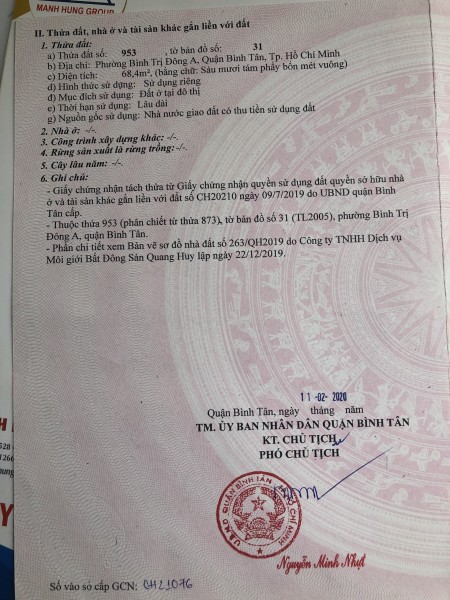 MANH HUNG GROUP
II. Thửa đất, nhà ở và tài sản khác gắn liền với đất
1. Thửa đất:
a) Thửa đất số: 953 , tờ bản đồ số: 31
b) Địa chỉ: Phường Bình Trị Đông A, Quận Bình Tân, Tp. Hồ Chí Minh
c) Diện tích: 68,4m², (bằng chữ: Sáu mươi tám phẩy bốn mét vuông)
d) Hình thức sử dụng: Sử dụng riêng
đ) Mục đích sử dụng: Đất ở tại đô thị
e) Thời hạn sử dụng: Lâu dài
g) Nguồn gốc sử dụng: Nhà nước giao đất có thu tiền sử dụng đất
2. Nhà ở: -/-.
3. Công trình xây dựng khác: -/-.
4. Rừng sản xuất là rừng trồng: -/-.
5. Cây lâu năm: -/-.
6. Ghi chú:
- Giấy chứng nhận tách thửa từ Giấy chứng nhận quyền sử dụng đất quyền sở hữu nhà
ở và tài sản khác gắn liền với đất số CH20210 ngày 09/7/2019 do UBND quận Bình
Tân cấp.
- Thuộc thửa 953 (phân chiết từ thửa 873), tờ bản đồ số 31 (TL2005), phường Bình Trị
Đông A, quận Bình Tân.
- Phần chi tiết xem Bản vẽ sơ đồ nhà đất số 263/QH2019 do Công ty TNHH Dịch vụ
Môi giới Bất Động Sản Quang Huy lập ngày 22/12/2019.
11-02-2020
Quận Bình Tân, ngày tháng năm
TM. ỦY BAN NHÂN DÂN QUẬN BÌNH TÂN
KT. CHỦ TỊCH
PHÓ CHỦ TỊCH
UBND QUẬN BÌNH TÂN TP HỒ CHÍ MINH
Nguyễn Minh Nhựt
Số vào sổ cấp GCN: CH21076
528
1266